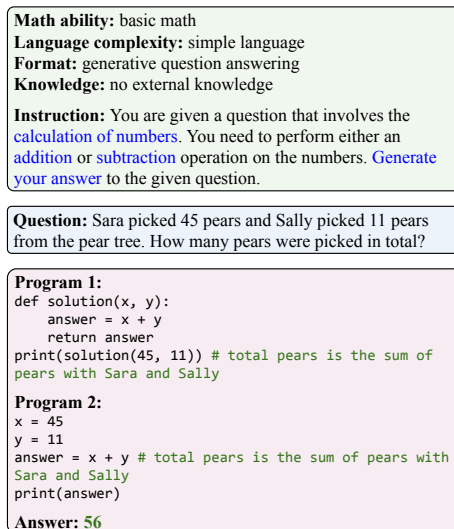 Math ability: basic math
Language complexity: simple language
Format: generative question answering
Knowledge: no external knowledge
Instruction: You are given a question that involves the
calculation of numbers. You need to perform either an
addition or subtraction operation on the numbers. Generate
your answer to the given question.
Question: Sara picked 45 pears and Sally picked 11 pears
from the pear tree. How many pears were picked in total?
Program 1:
def solution(x, y):
    answer = x + y
    return answer
print(solution(45, 11)) # total pears is the sum of
pears with Sara and Sally
Program 2:
x = 45
y = 11
answer = x + y # total pears is the sum of pears with
Sara and Sally
print(answer)
Answer: 56